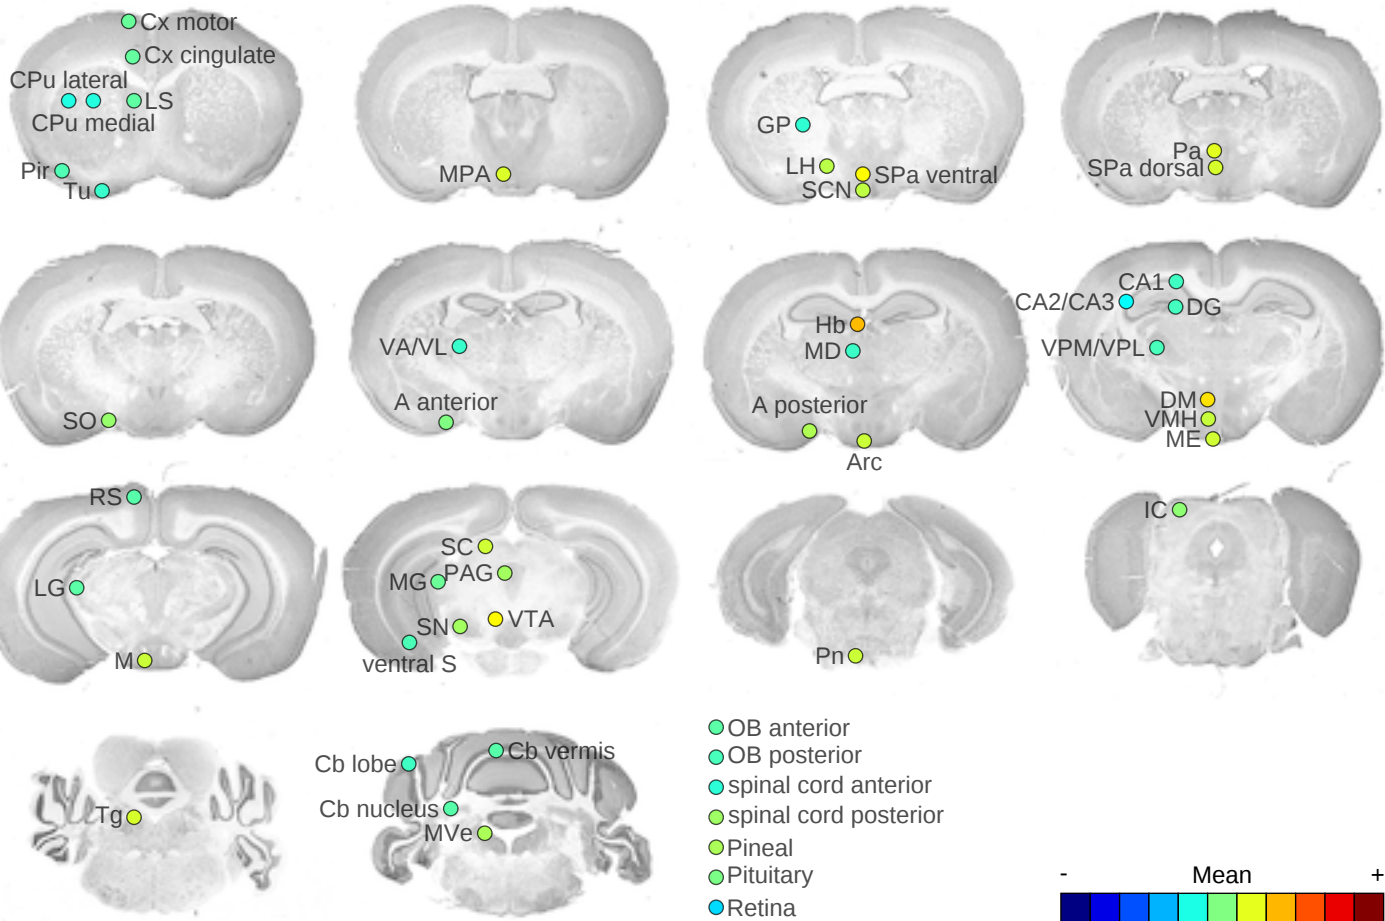 Cx motor
Cx cingulate
CPu lateral
LS
CPu medial
Pir
Tu
MPA
GP
LH
SPa ventral
SCN
Pa
SPa dorsal
SO
VA/VL
A anterior
Hb
MD
A posterior
Arc
CA1
CA2/CA3
DG
VPM/VPL
DM
VMH
ME
RS
LG
M
SC
PAG
MG
VTA
SN
ventral S
Pn
IC
Tg
Cb vermis
Cb lobe
Cb nucleus
MVe
OB anterior
OB posterior
spinal cord anterior
spinal cord posterior
Pineal
Pituitary
Retina
- Mean +